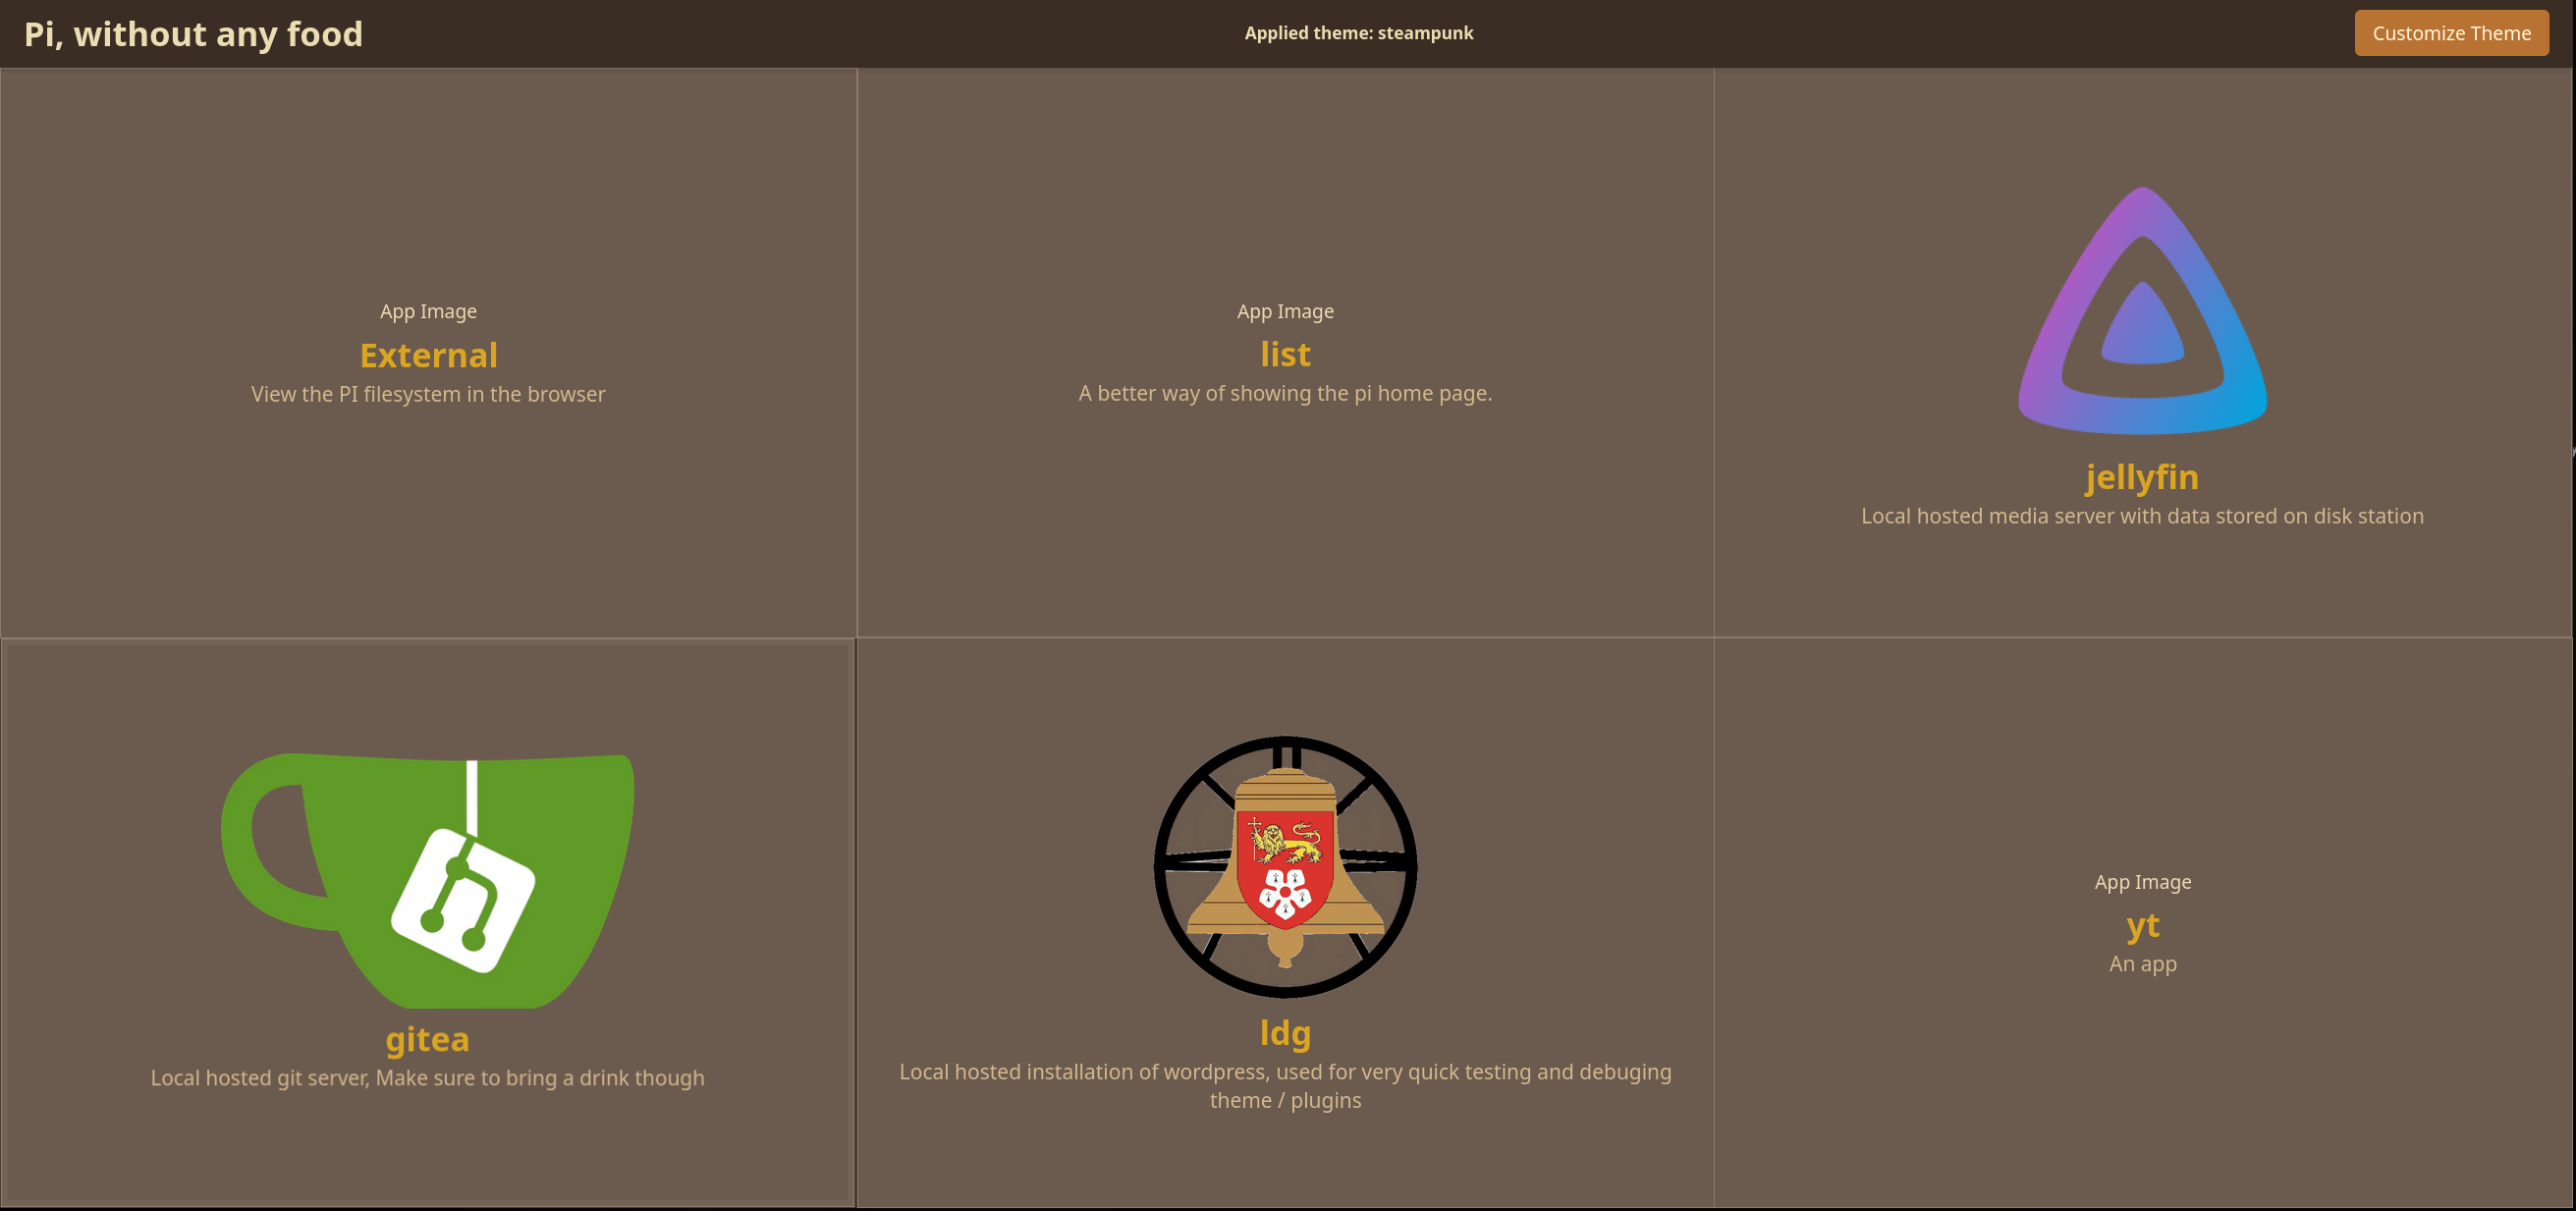 Pi, without any food
Applied theme: steampunk
Customize Theme
App Image
External
View the PI filesystem in the browser
App Image
list
A better way of showing the pi home page.
jellyfin
Local hosted media server with data stored on disk station
gitea
Local hosted git server, Make sure to bring a drink though
ldg
Local hosted installation of wordpress, used for very quick testing and debuging
theme / plugins
App Image
yt
An app